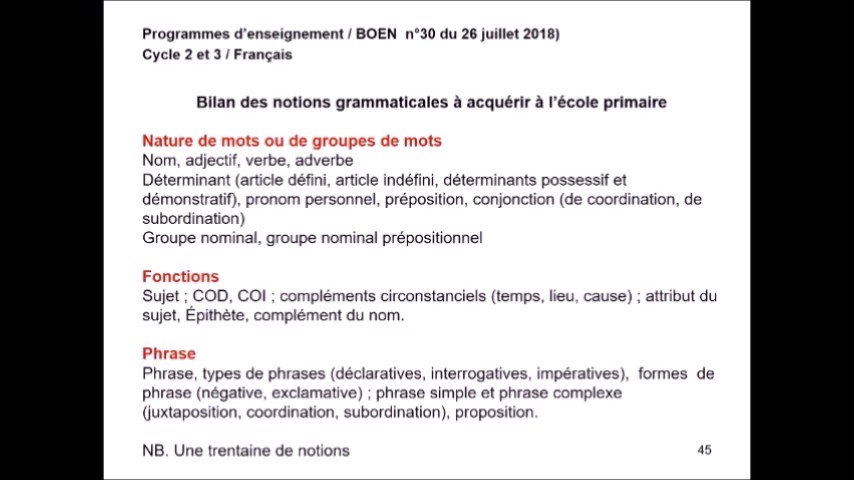 Programmes d'enseignement / BOEN n°30 du 26 juillet 2018)
Cycle 2 et 3 / Français
Bilan des notions grammaticales à acquérir à l'école primaire
Nature de mots ou de groupes de mots
Nom, adjectif, verbe, adverbe
Déterminant (article défini, article indéfini, déterminants possessif et
démonstratif), pronom personnel, préposition, conjonction (de coordination, de
subordination)
Groupe nominal, groupe nominal prépositionnel
Fonctions
Sujet ; COD, COI ; compléments circonstanciels (temps, lieu, cause) ; attribut du
sujet, Épithète, complément du nom.
Phrase
Phrase, types de phrases (déclaratives, interrogatives, impératives), formes de
phrase (négative, exclamative) ; phrase simple et phrase complexe
(juxtaposition, coordination, subordination), proposition.
NB. Une trentaine de notions
45